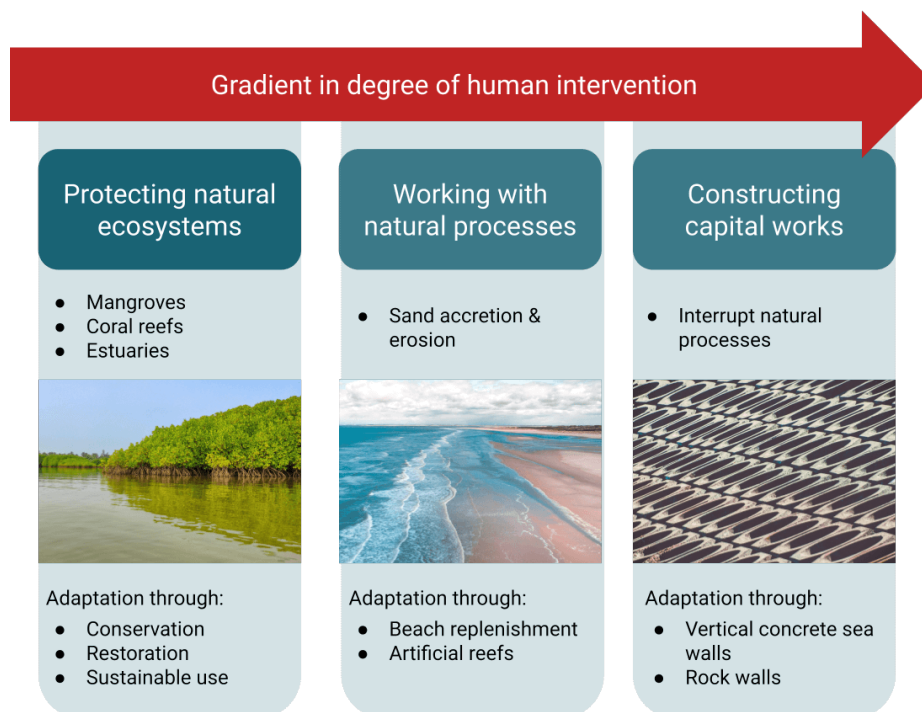 Gradient in degree of human intervention
Protecting natural
ecosystems
● Mangroves
● Coral reefs
● Estuaries
Adaptation through:
● Conservation
● Restoration
● Sustainable use
Working with
natural processes
● Sand accretion &
erosion
Adaptation through:
● Beach replenishment
● Artificial reefs
Constructing
capital works
● Interrupt natural
processes
Adaptation through:
● Vertical concrete sea
walls
● Rock walls